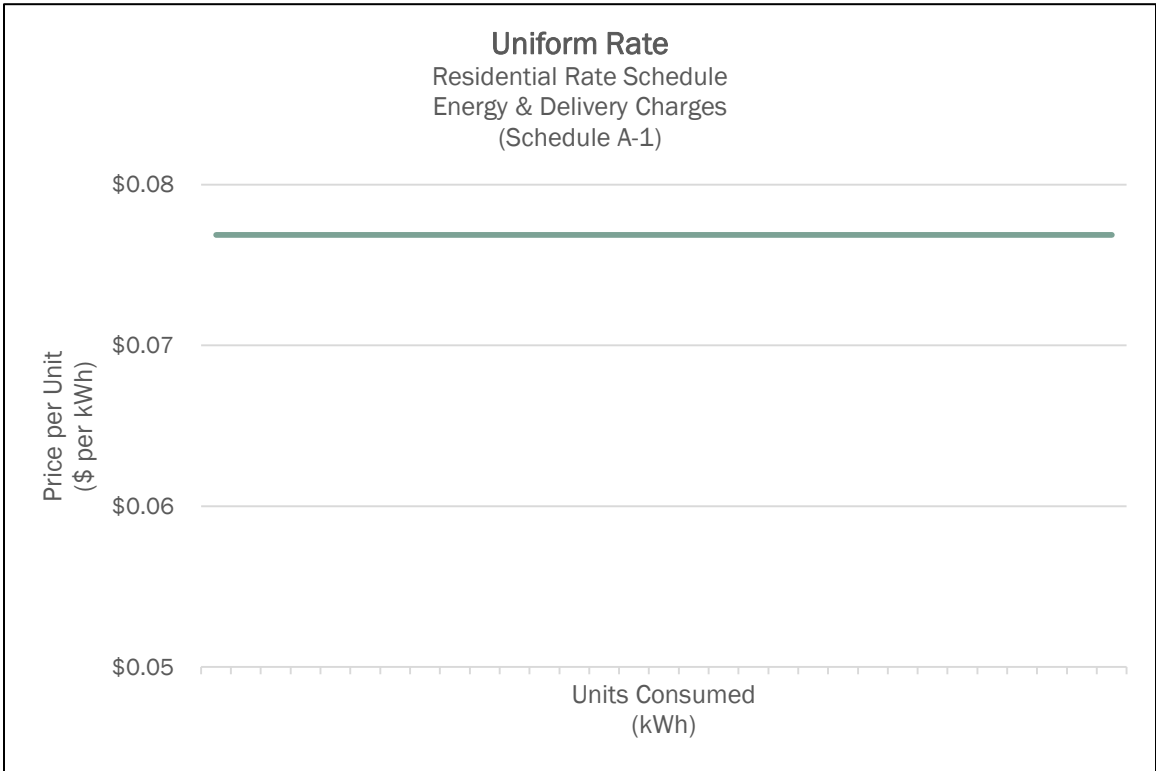 Uniform Rate
Residential Rate Schedule
Energy & Delivery Charges
(Schedule A-1)
$0.08
$0.07
$0.06
$0.05
Price per Unit
($ per kWh)
Units Consumed
(kWh)